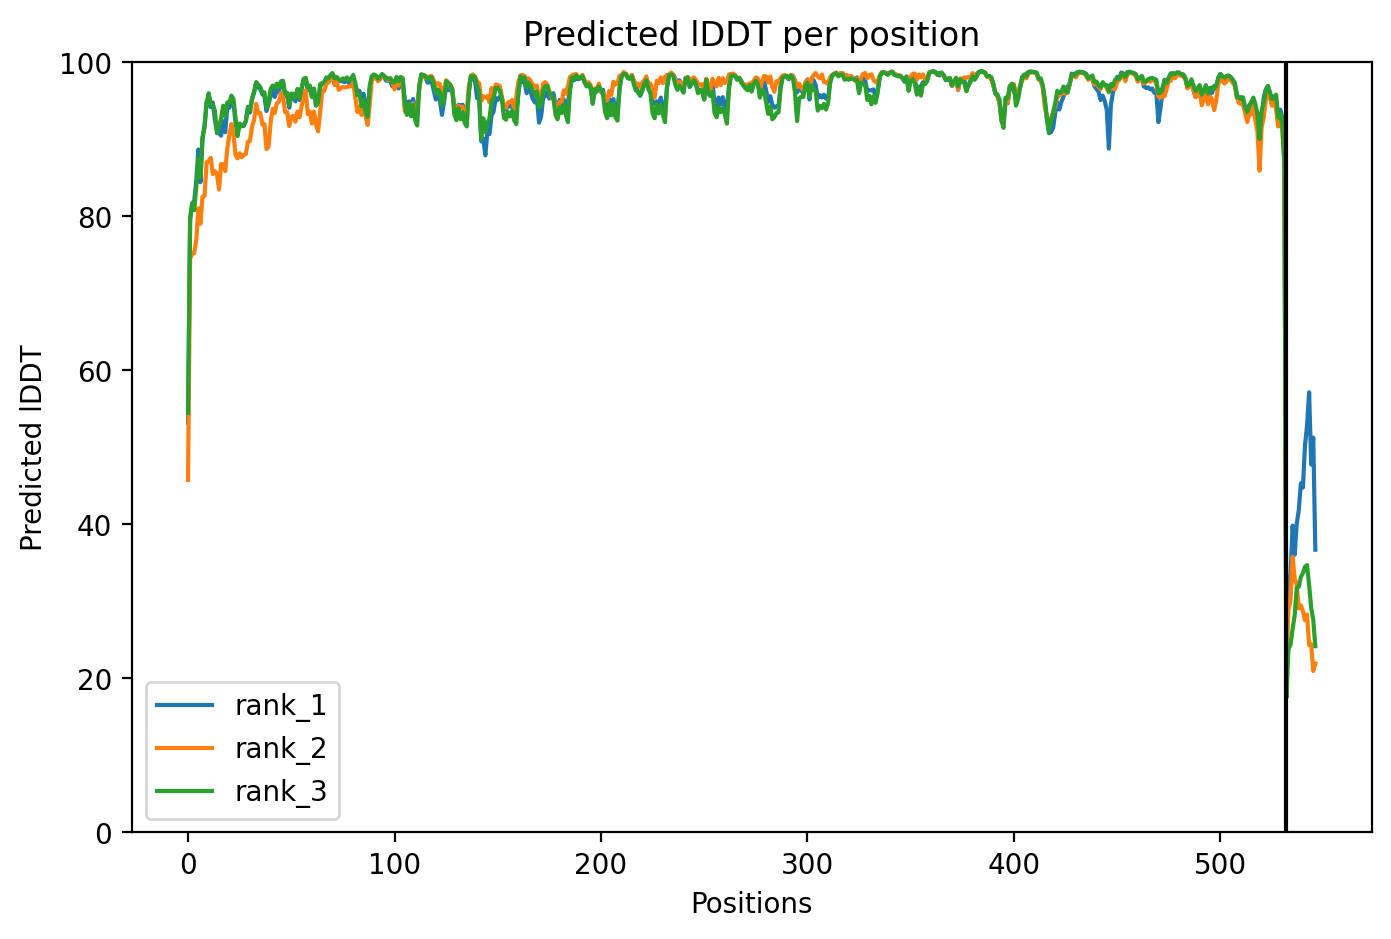 Predicted lDDT per position
100
80
60
40
20
0
Predicted lDDT
rank_1
rank_2
rank_3
0 100 200 300 400 500
Positions